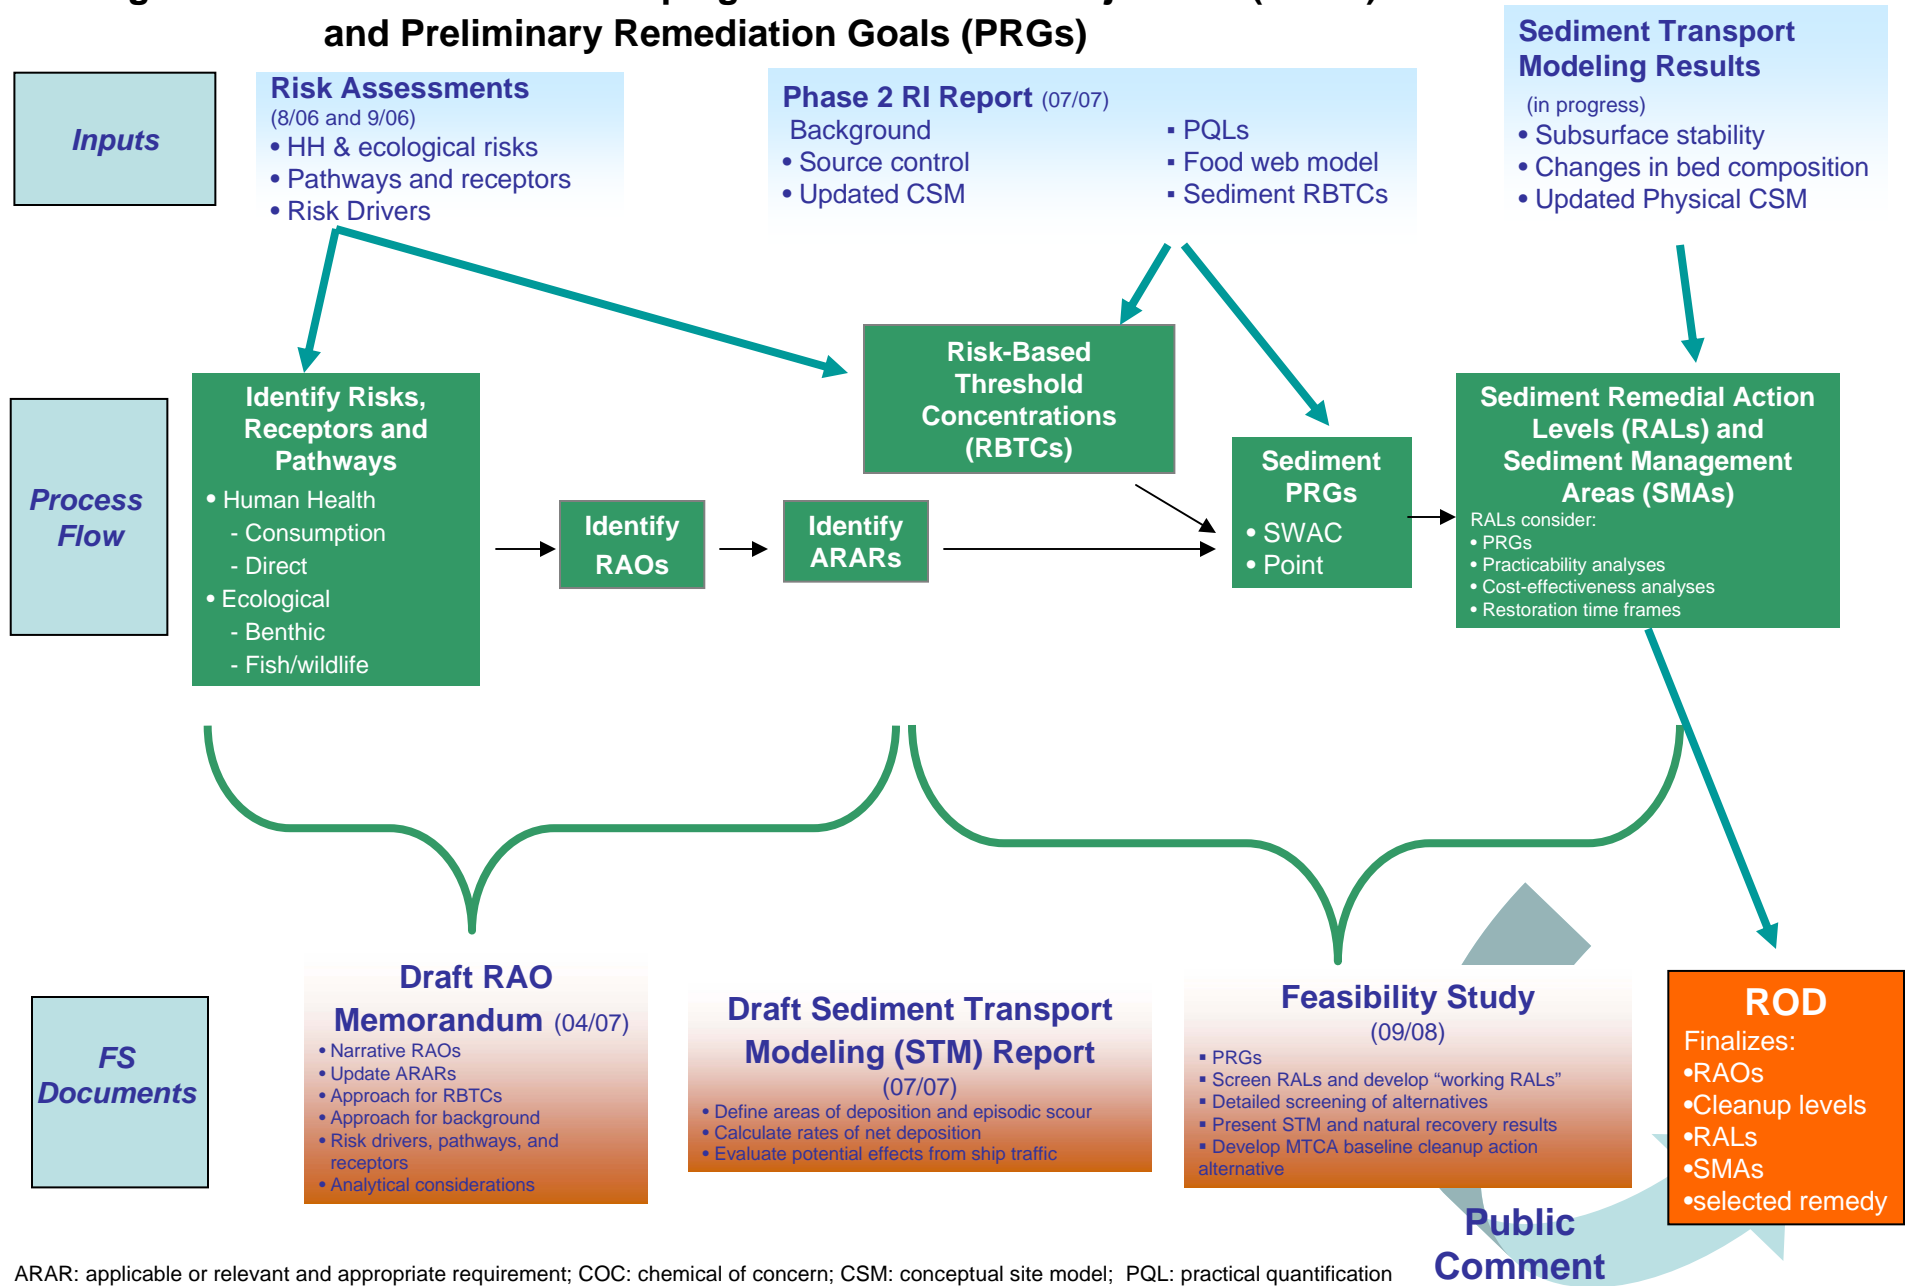 and Preliminary Remediation Goals (PRGs)
Inputs
Risk Assessments
(8/06 and 9/06)
• HH & ecological risks
• Pathways and receptors
• Risk Drivers
Phase 2 RI Report (07/07)
Background
• Source control
• Updated CSM
▪ PQLs
▪ Food web model
▪ Sediment RBTCs
Sediment Transport
Modeling Results
(in progress)
• Subsurface stability
• Changes in bed composition
• Updated Physical CSM
Process
Flow
Identify Risks,
Receptors and
Pathways
• Human Health
- Consumption
- Direct
• Ecological
- Benthic
- Fish/wildlife
Identify
RAOs
Identify
ARARs
Risk-Based
Threshold
Concentrations
(RBTCs)
Sediment
PRGs
• SWAC
• Point
Sediment Remedial Action
Levels (RALs) and
Sediment Management
Areas (SMAs)
RALs consider:
• PRGs
• Practicability analyses
• Cost-effectiveness analyses
• Restoration time frames
FS
Documents
Draft RAO
Memorandum (04/07)
• Narrative RAOs
• Update ARARs
• Approach for RBTCs
• Approach for background
• Risk drivers, pathways, and
receptors
• Analytical considerations
Draft Sediment Transport
Modeling (STM) Report
(07/07)
• Define areas of deposition and episodic scour
• Calculate rates of net deposition
• Evaluate potential effects from ship traffic
Feasibility Study
(09/08)
▪ PRGs
▪ Screen RALs and develop “working RALs”
▪ Detailed screening of alternatives
▪ Present STM and natural recovery results
▪ Develop MTCA baseline cleanup action
alternative
ROD
Finalizes:
•RAOs
•Cleanup levels
•RALs
•SMAs
•selected remedy
Public
Comment
ARAR: applicable or relevant and appropriate requirement; COC: chemical of concern; CSM: conceptual site model; PQL: practical quantification